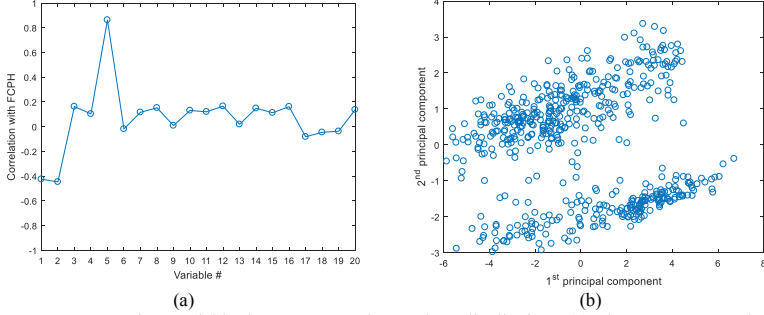 Correlation with FCPH
1
0.8
0.6
0.4
0.2
0
-0.2
-0.4
-0.6
-0.8
-1
1 2 3 4 5 6 7 8 9 10 11 12 13 14 15 16 17 18 19 20
Variable #
(a)
2nd principal component
4
3
2
1
0
-1
-2
-3
-6 -4 -2 0 2 4 6 8
1st principal component
(b)